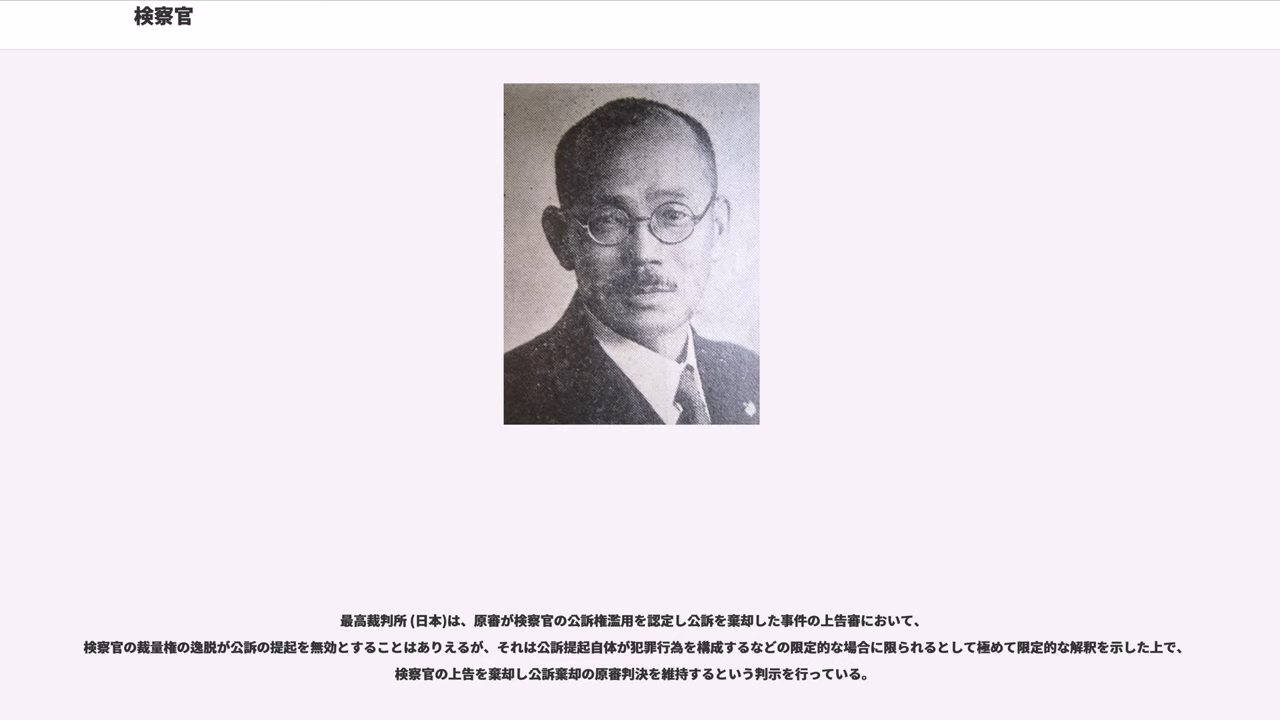 検察官
最高裁判所 (日本)は、原審が検察官の公訴権濫用を認定し公訴を棄却した事件の上告審において、
検察官の裁量権の逸脱が公訴の提起を無効とすることはありえるが、それは公訴提起自体が犯罪行為を構成するなどの限定的な場合に限られるとして極めて限定的な解釈を示した上で、
検察官の上告を棄却し公訴棄却の原審判決を維持するという判示を行っている。